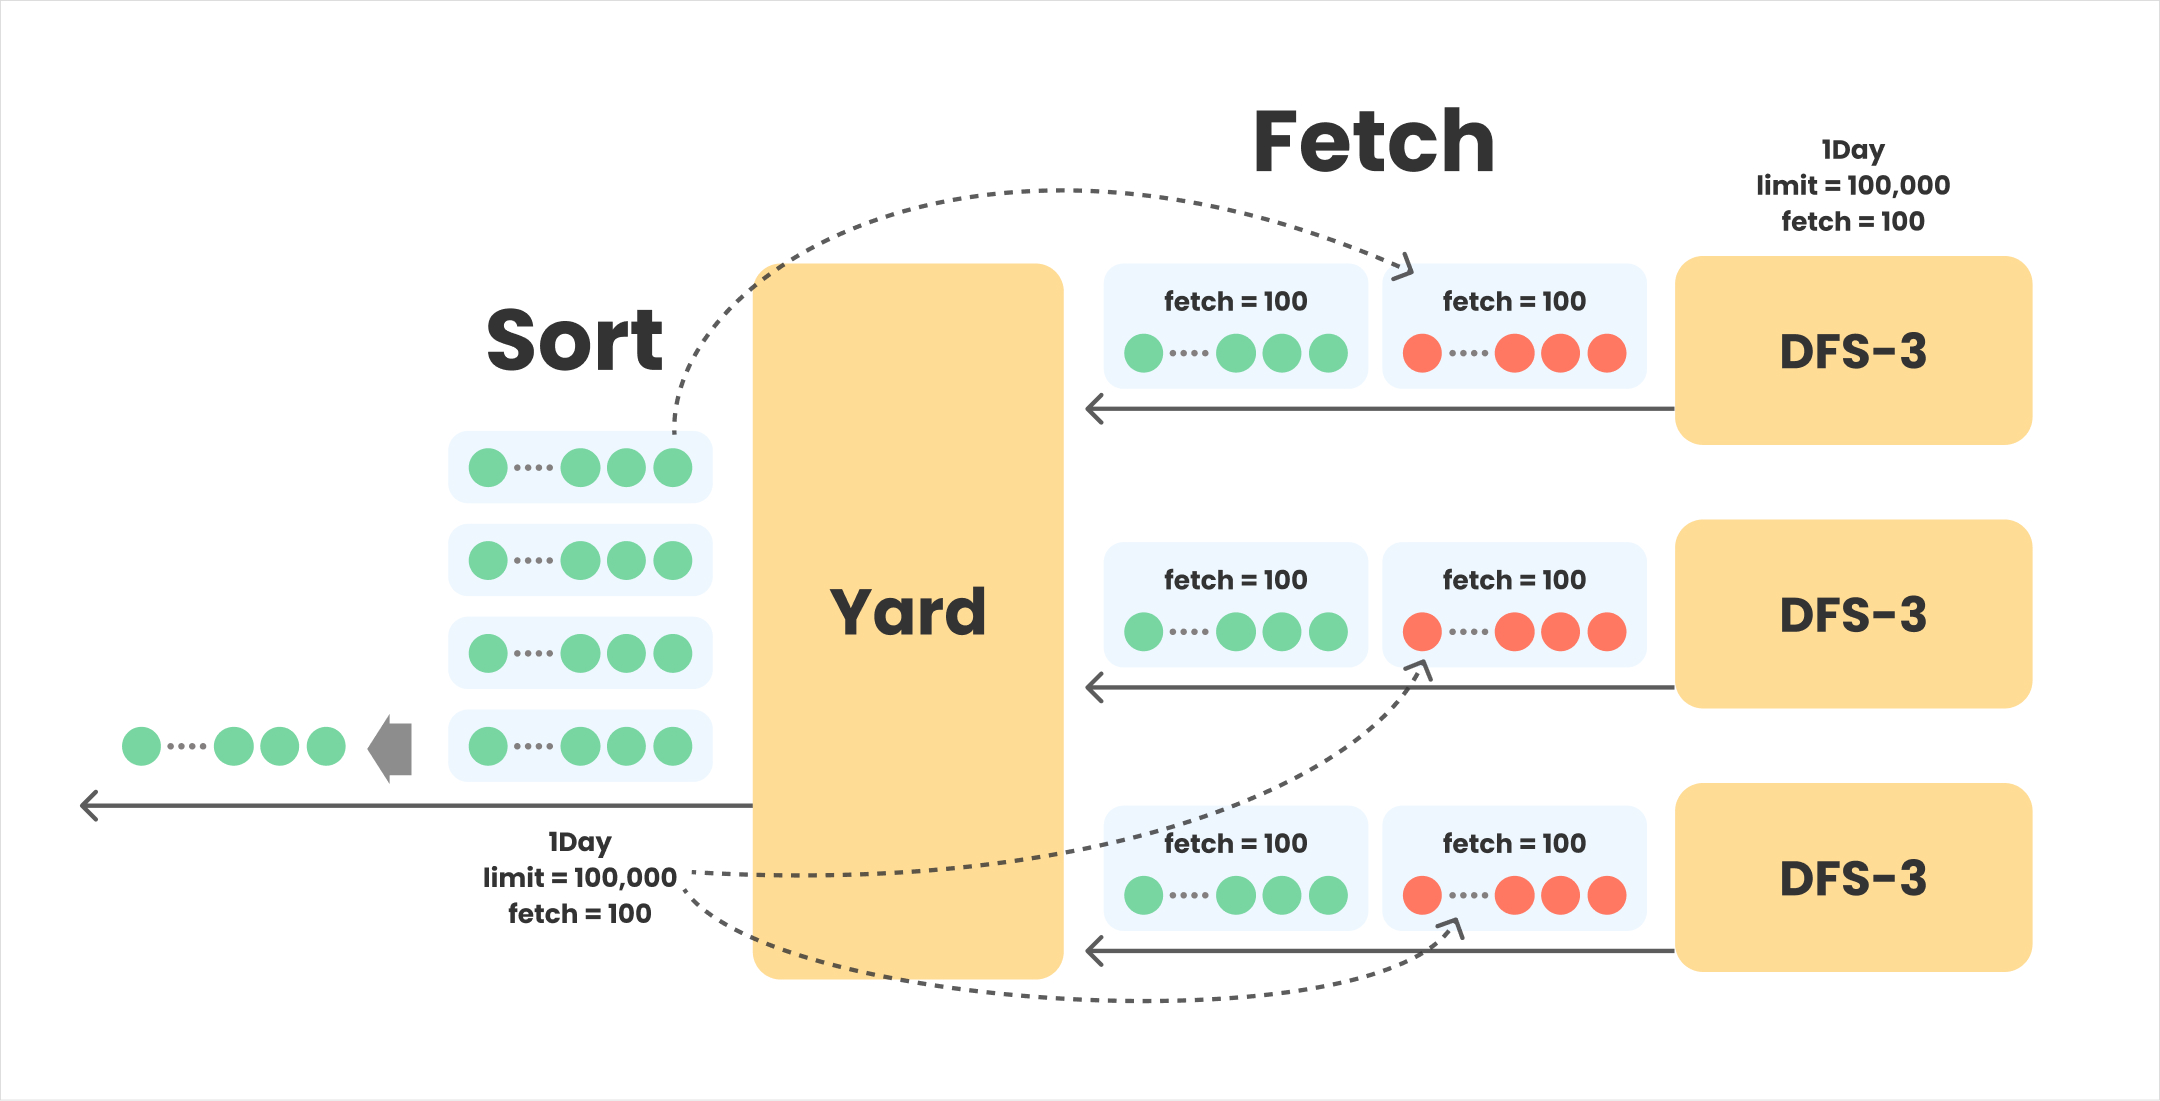 Fetch
1Day
limit = 100,000
fetch = 100
Sort
fetch = 100
fetch = 100
DFS-3
Yard
fetch = 100
fetch = 100
DFS-3
fetch = 100
fetch = 100
DFS-3
1Day
limit = 100,000
fetch = 100